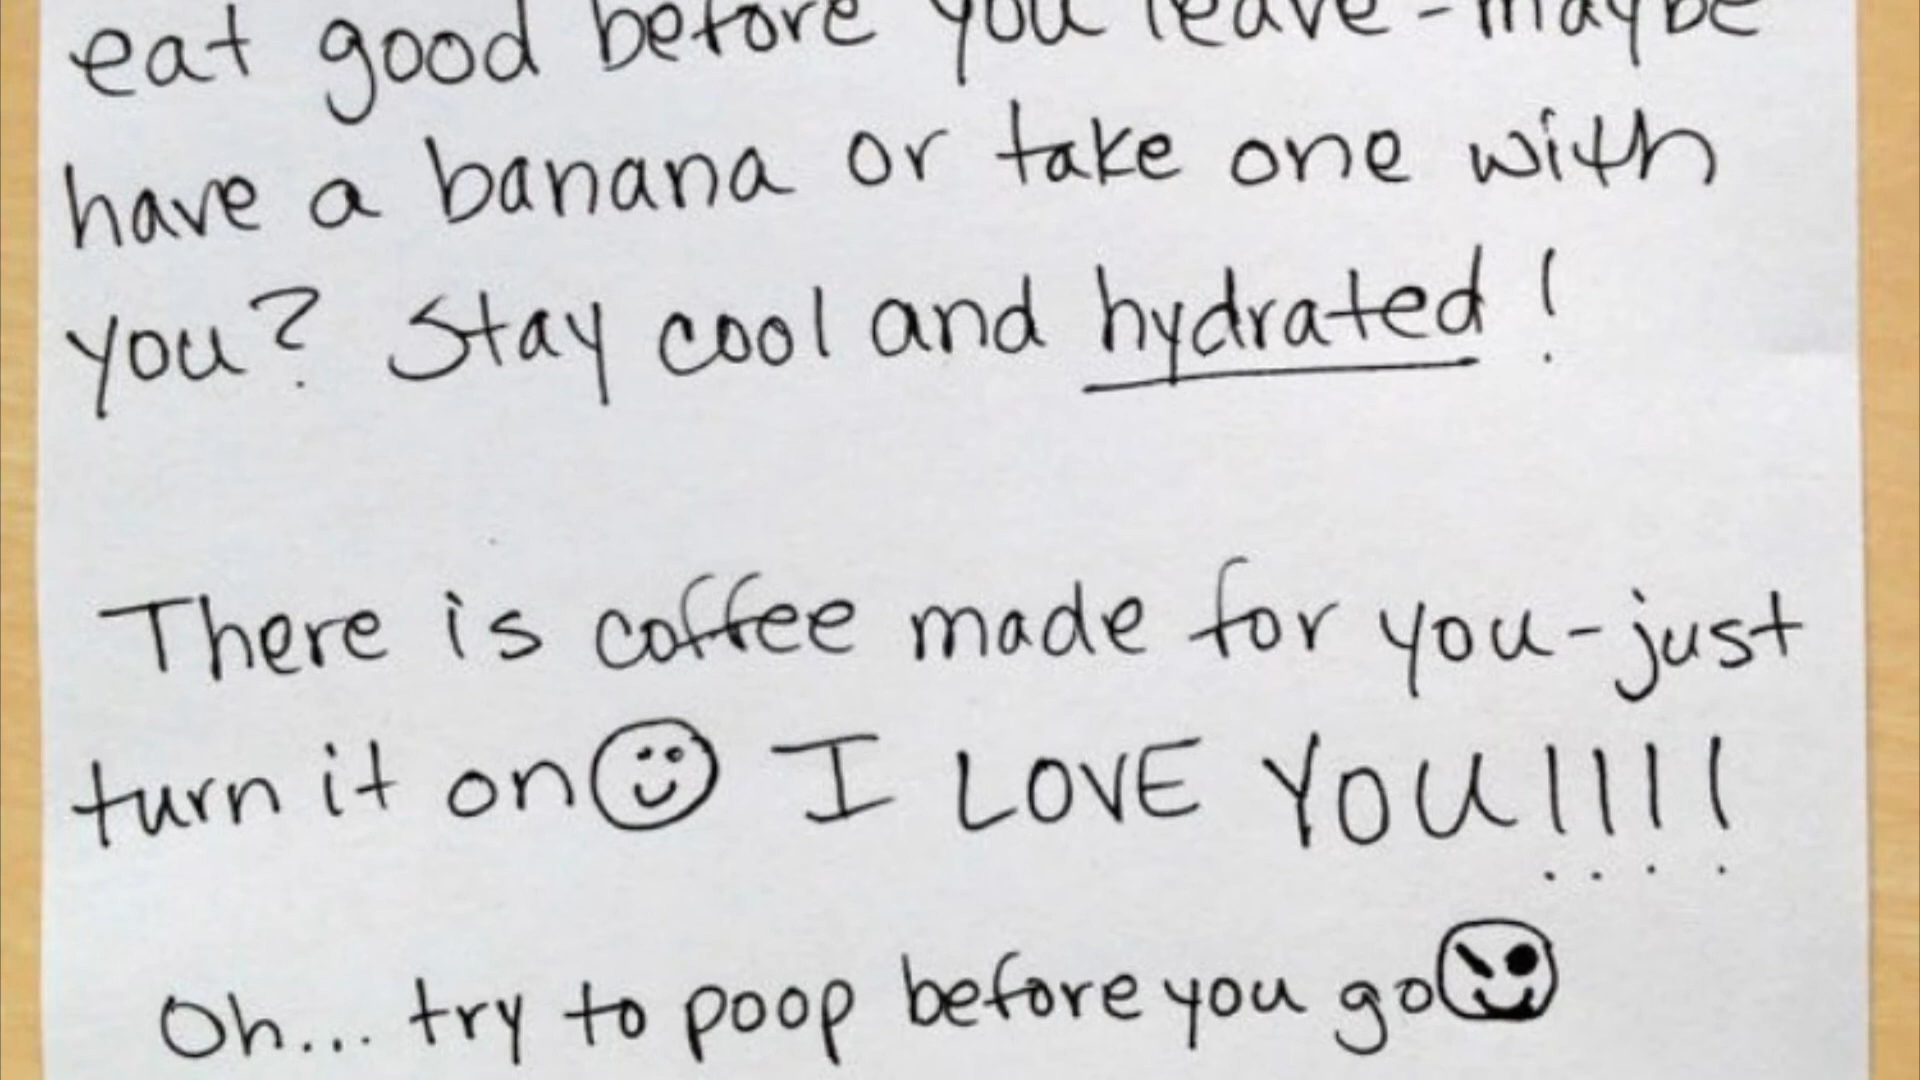 eat good before you leave - maybe
have a banana or take one with
you? Stay cool and hydrated!
There is coffee made for you - just
turn it on I LOVE YOU!!!!
Oh... try to poop before you go